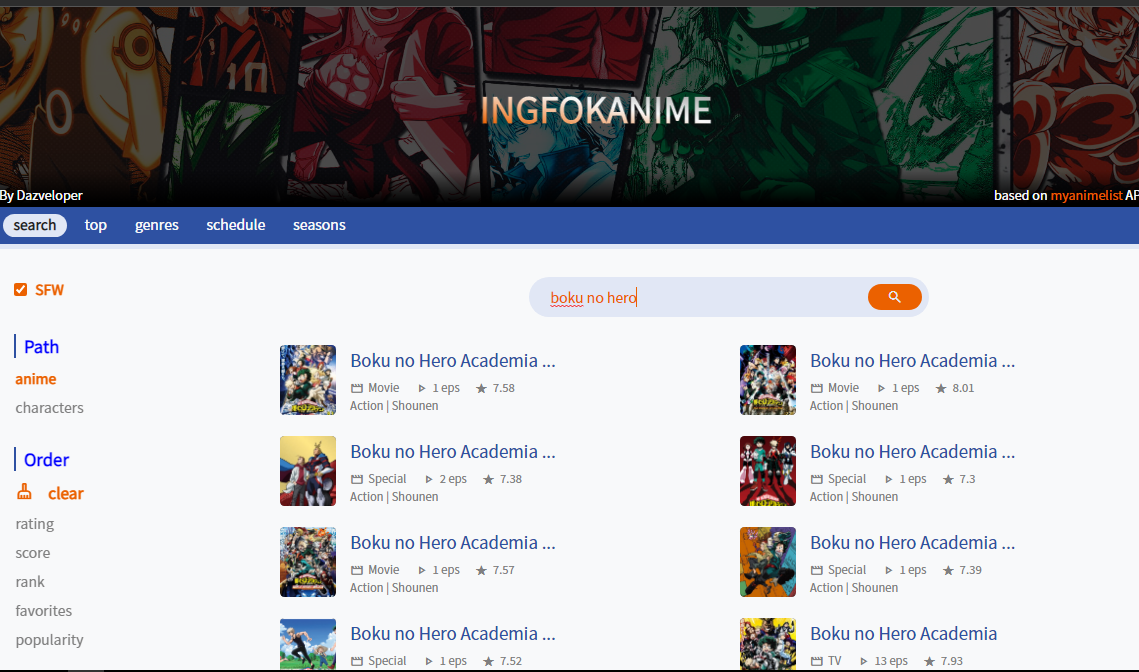 INGFOKANIME
By Dazveloper
based on myanimelist AP
search top genres schedule seasons
SFW
boku no hero
Path
anime
characters
Order
clear
rating
score
rank
favorites
popularity
Boku no Hero Academia ...
Movie 1 eps 7.58
Action | Shounen
Boku no Hero Academia ...
Movie 1 eps 8.01
Action | Shounen
Boku no Hero Academia ...
Special 2 eps 7.38
Action | Shounen
Boku no Hero Academia ...
Special 1 eps 7.3
Action | Shounen
Boku no Hero Academia ...
Movie 1 eps 7.57
Action | Shounen
Boku no Hero Academia ...
Special 1 eps 7.39
Action | Shounen
Boku no Hero Academia ...
Special 1 eps 7.52
Boku no Hero Academia
TV 13 eps 7.93